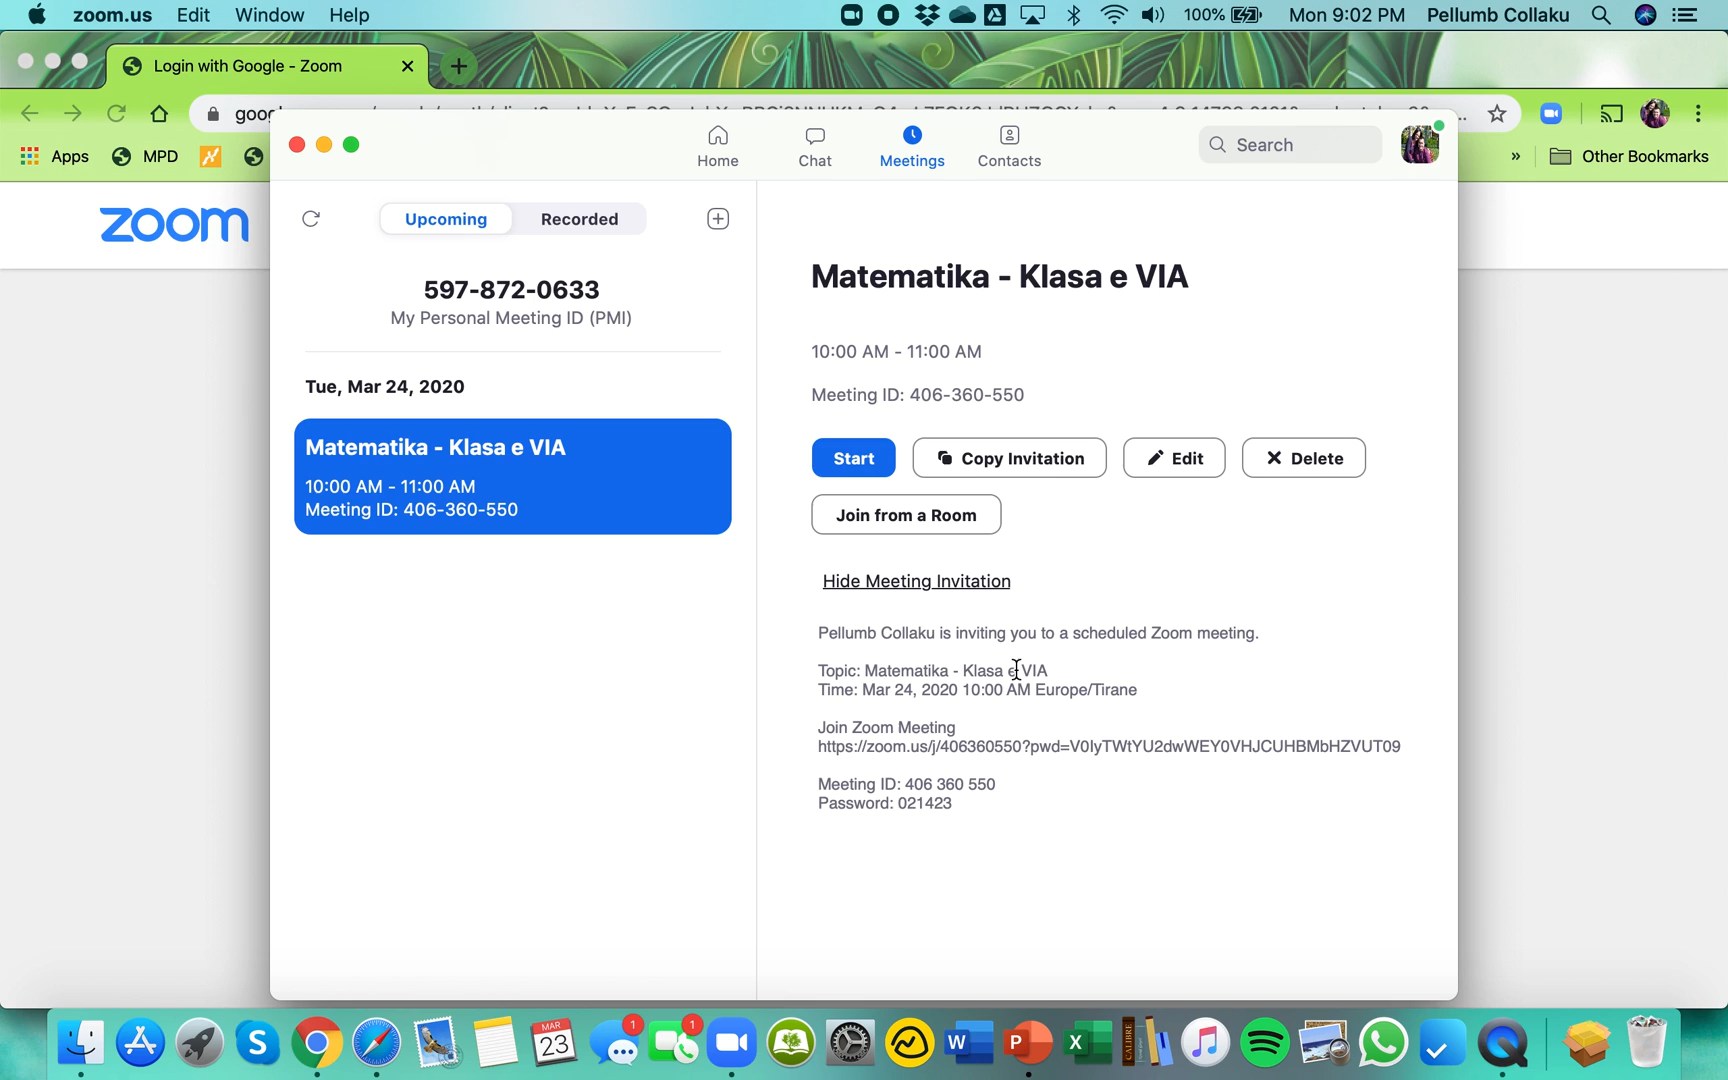 zoom.us Edit Window Help 100% Mon 9:02 PM Pellumb Collaku
Login with Google - Zoom
Apps MPD » Other Bookmarks
zoom
Home Chat Meetings Contacts Search
Upcoming Recorded
597-872-0633
My Personal Meeting ID (PMI)
Tue, Mar 24, 2020
Matematika - Klasa e VIA
10:00 AM - 11:00 AM
Meeting ID: 406-360-550
Matematika - Klasa e VIA
10:00 AM - 11:00 AM
Meeting ID: 406-360-550
Start Copy Invitation Edit Delete
Join from a Room
Hide Meeting Invitation
Pellumb Collaku is inviting you to a scheduled Zoom meeting.
Topic: Matematika - Klasa e VIA
Time: Mar 24, 2020 10:00 AM Europe/Tirane
Join Zoom Meeting
https://zoom.us/j/406360550?pwd=V0IyTWtYU2dwWEY0VHJCUHBMbHZVUT09
Meeting ID: 406 360 550
Password: 021423
MAR
23
1
1
W
P
X
CALIBRE